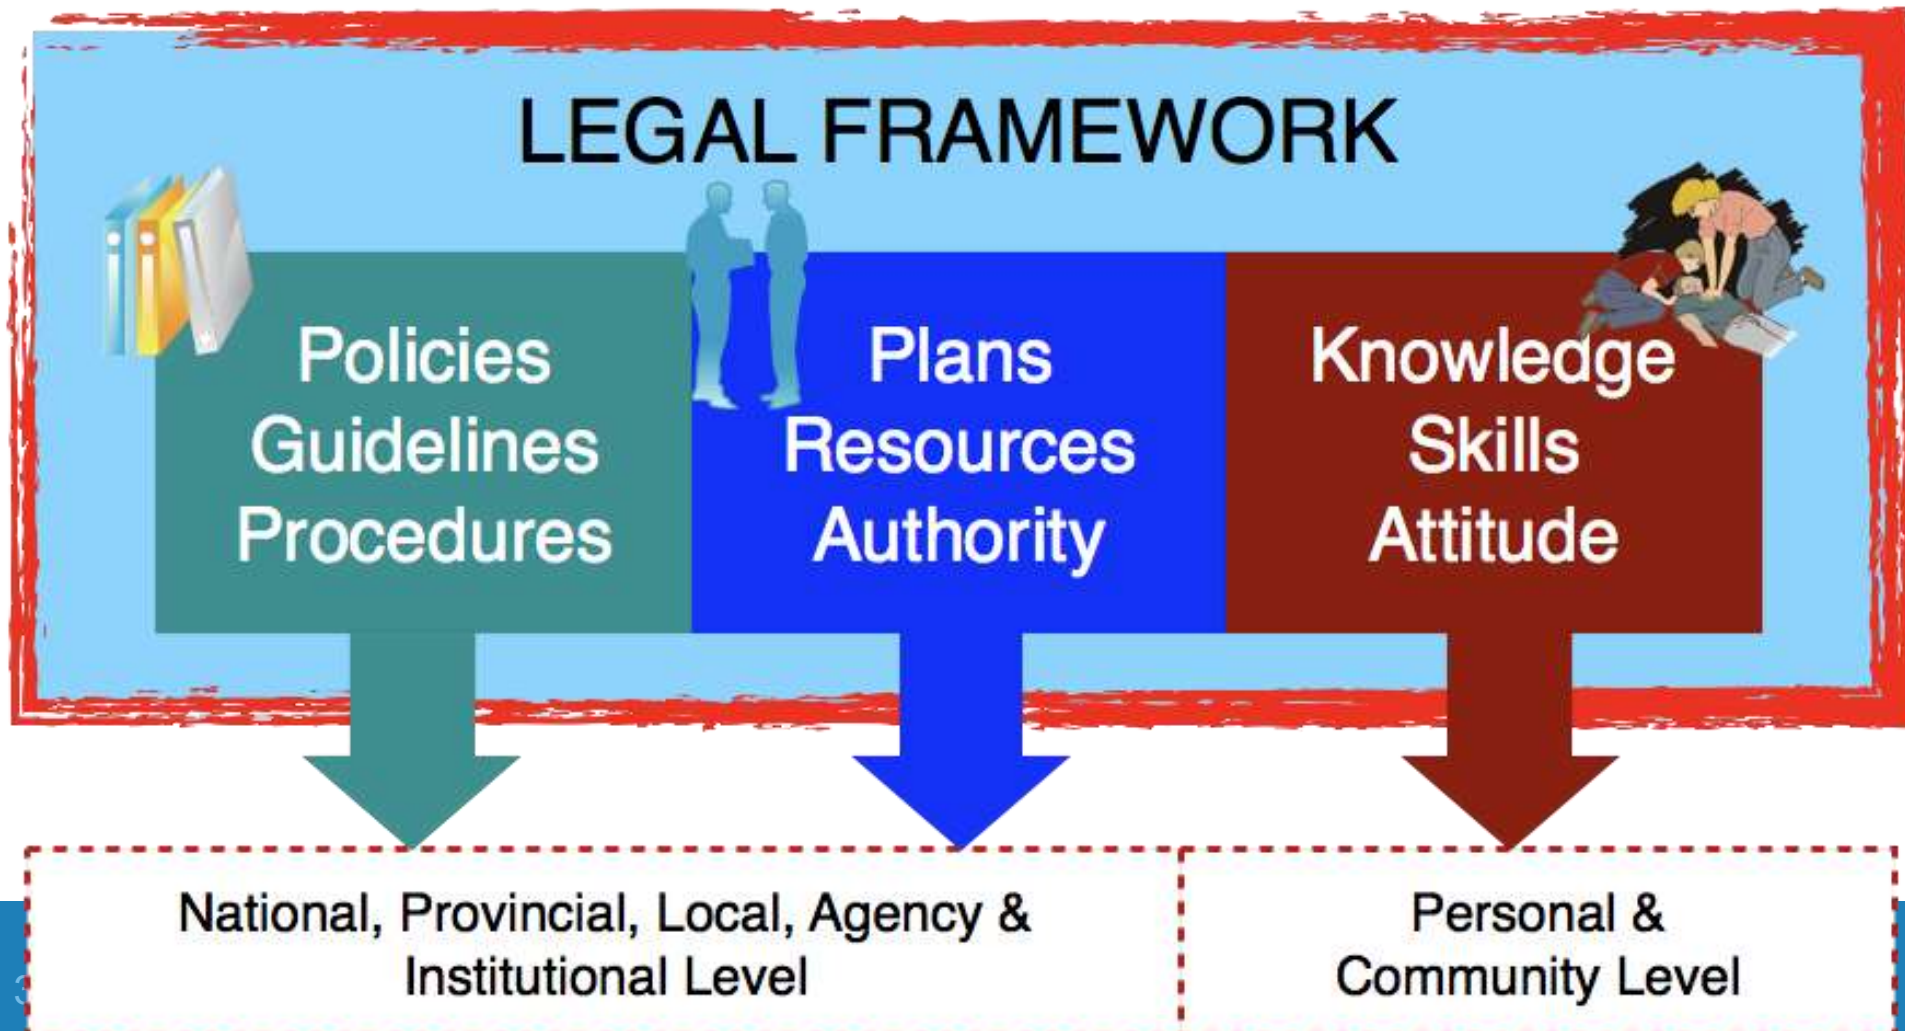 LEGAL FRAMEWORK
Policies
Guidelines
Procedures
Plans
Resources
Authority
Knowledge
Skills
Attitude
National, Provincial, Local, Agency &
Institutional Level
Personal &
Community Level